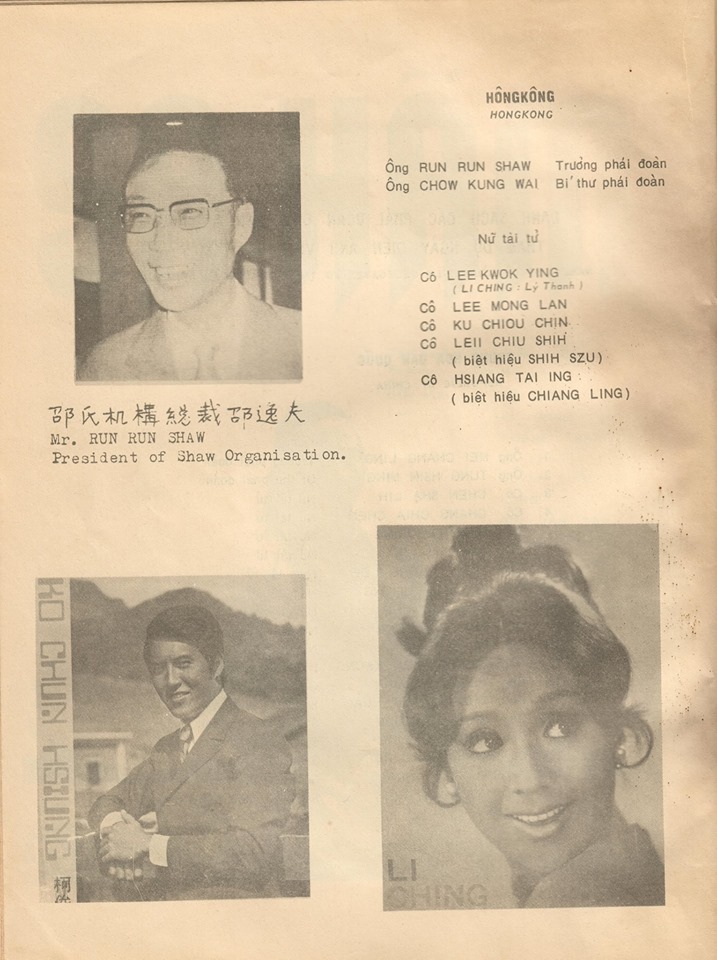 HÔNGKÔNG
HONGKONG
Ông RUN RUN SHAW Trưởng phái đoàn
Ông CHOW KUNG WAI Bí thư phái đoàn
Nữ tài tử
Cô LEE KWOK YING
( LI CHING : Lý Thanh )
Cô LEE MONG LAN
Cô KU CHIOU CHIN
Cô LEII CHIU SHIH
( biệt hiệu SHIH SZU )
Cô HSIANG TAI ING
( biệt hiệu CHIANG LING )
邵氏机構総裁邵逸夫
Mr. RUN RUN SHAW
President of Shaw Organisation.
KO CHUN HSIUNG
柯俊
LI
CHING